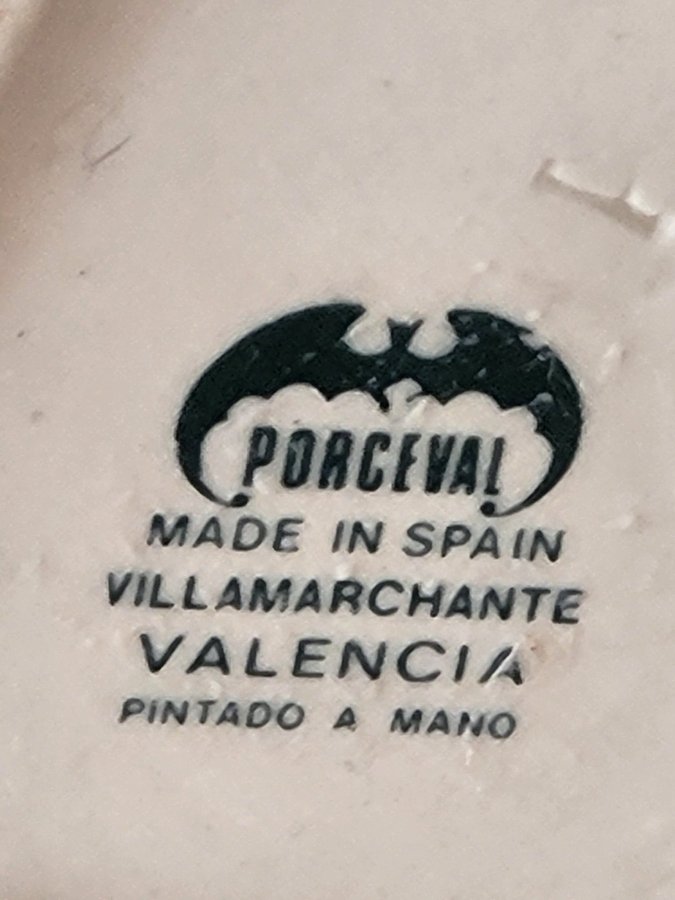 PORCEVAL
MADE IN SPAIN
VILLAMARCHANTE
VALENCIA
PINTADO A MANO